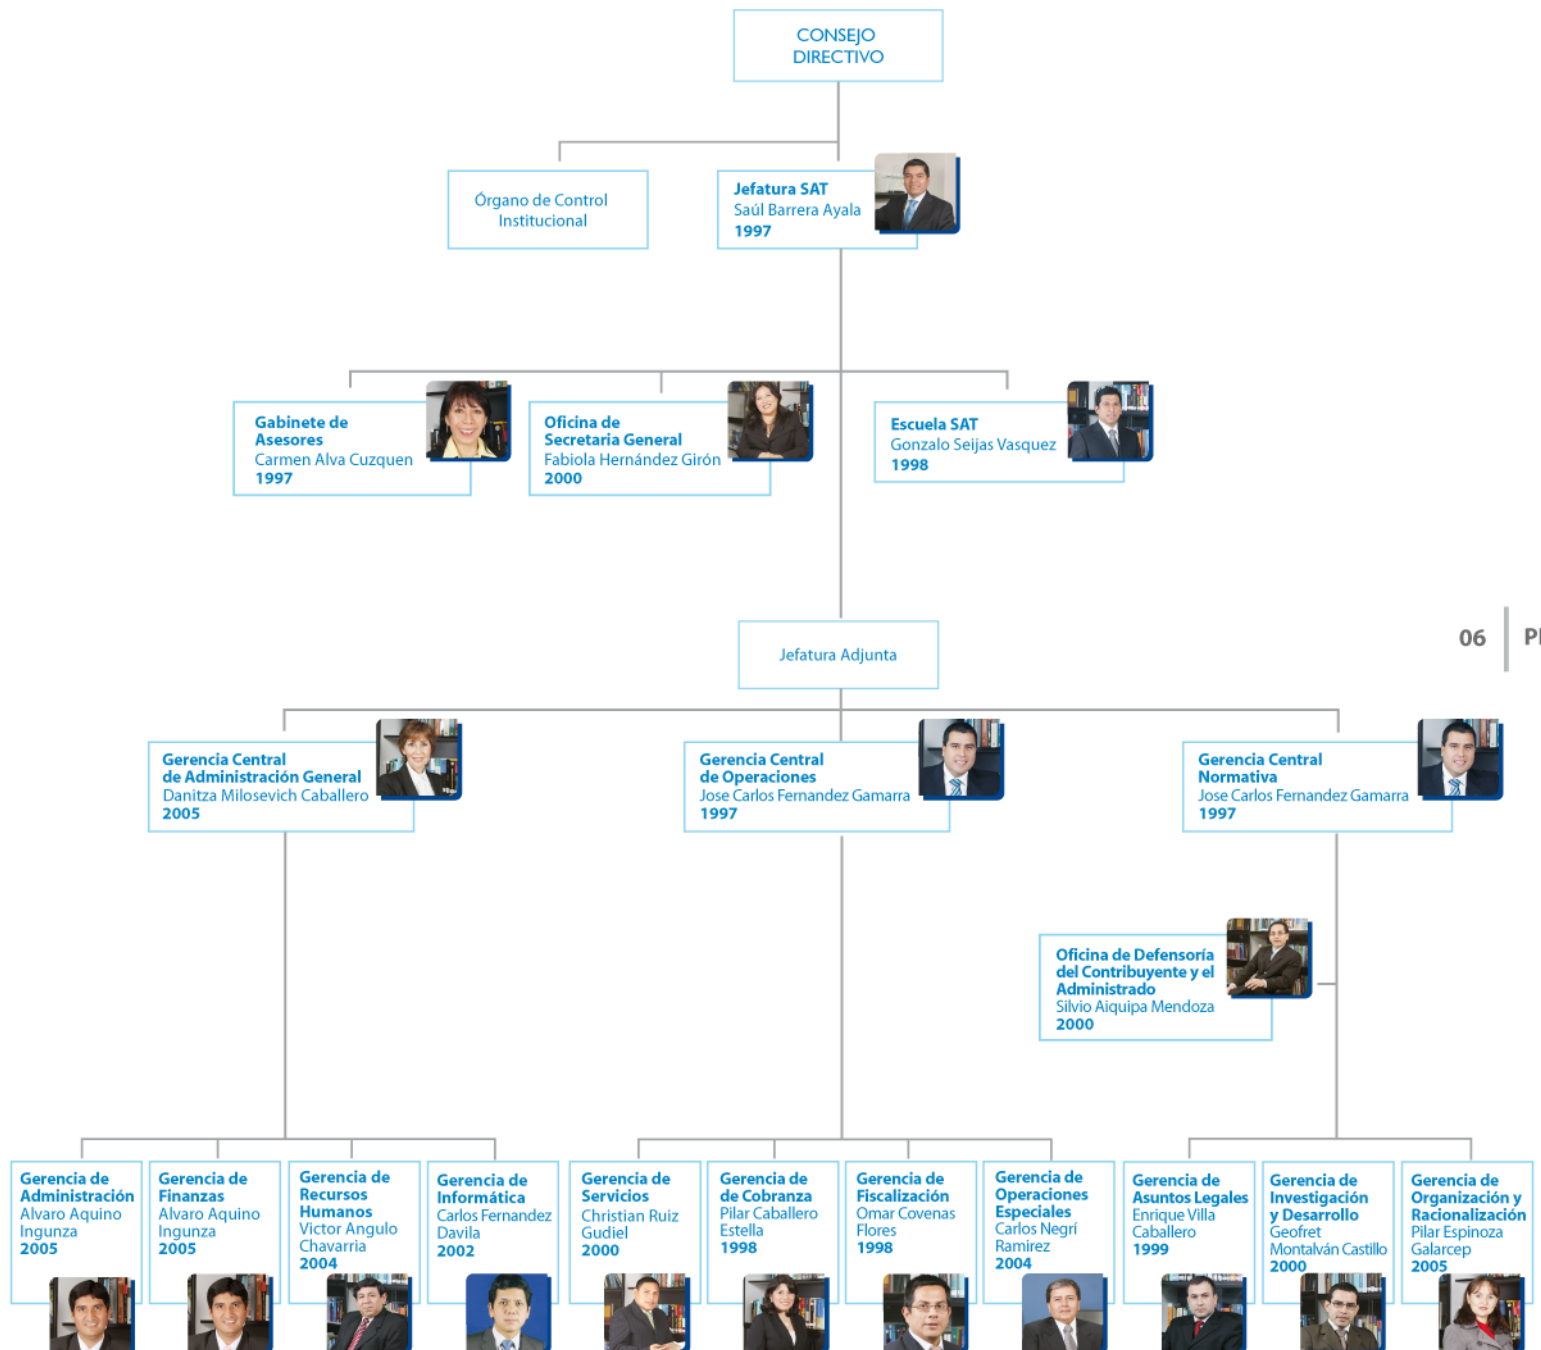 CONSEJO
DIRECTIVO
Órgano de Control
Institucional
Jefatura SAT
Saúl Barrera Ayala
1997
Gabinete de
Asesores
Carmen Alva Cuzquen
1997
Oficina de
Secretaria General
Fabiola Hernández Girón
2000
Escuela SAT
Gonzalo Seijas Vasquez
1998
Jefatura Adjunta
06
Gerencia Central
de Administración General
Danitza Milosevich Caballero
2005
Gerencia Central
de Operaciones
Jose Carlos Fernandez Gamarra
1997
Gerencia Central
Normativa
Jose Carlos Fernandez Gamarra
1997
Oficina de Defensoría
del Contribuyente y el
Administrado
Silvio Aiquipa Mendoza
2000
Gerencia de
Administración
Alvaro Aquino
Ingunza
2005
Gerencia de
Finanzas
Alvaro Aquino
Ingunza
2005
Gerencia de
Recursos
Humanos
Victor Angulo
Chavarria
2004
Gerencia de
Informática
Carlos Fernandez
Davila
2002
Gerencia de
Servicios
Christian Ruiz
Gudiel
2000
Gerencia de
de Cobranza
Pilar Caballero
Estella
1998
Gerencia de
Fiscalización
Omar Covenas
Flores
1998
Gerencia de
Operaciones
Especiales
Carlos Negrí
Ramirez
2004
Gerencia de
Asuntos Legales
Enrique Villa
Caballero
1999
Gerencia de
Investigación
y Desarrollo
Geofret
Montalván Castillo
2000
Gerencia de
Organización y
Racionalización
Pilar Espinoza
Galarcep
2005